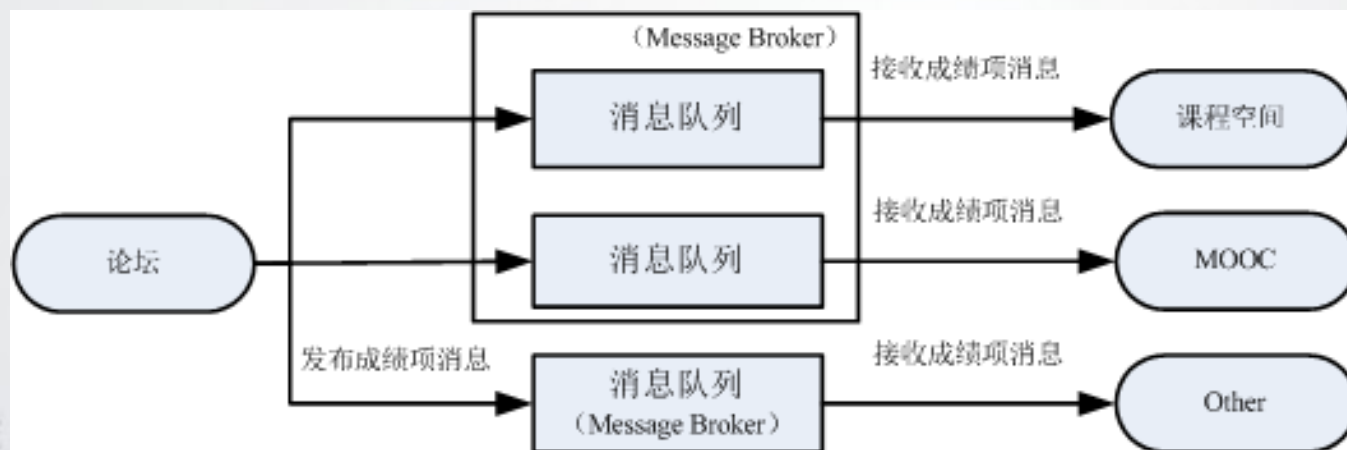 （Message Broker）
接收成绩项消息
消息队列
课程空间
接收成绩项消息
论坛
消息队列
MOOC
发布成绩项消息
接收成绩项消息
消息队列
（Message Broker）
Other